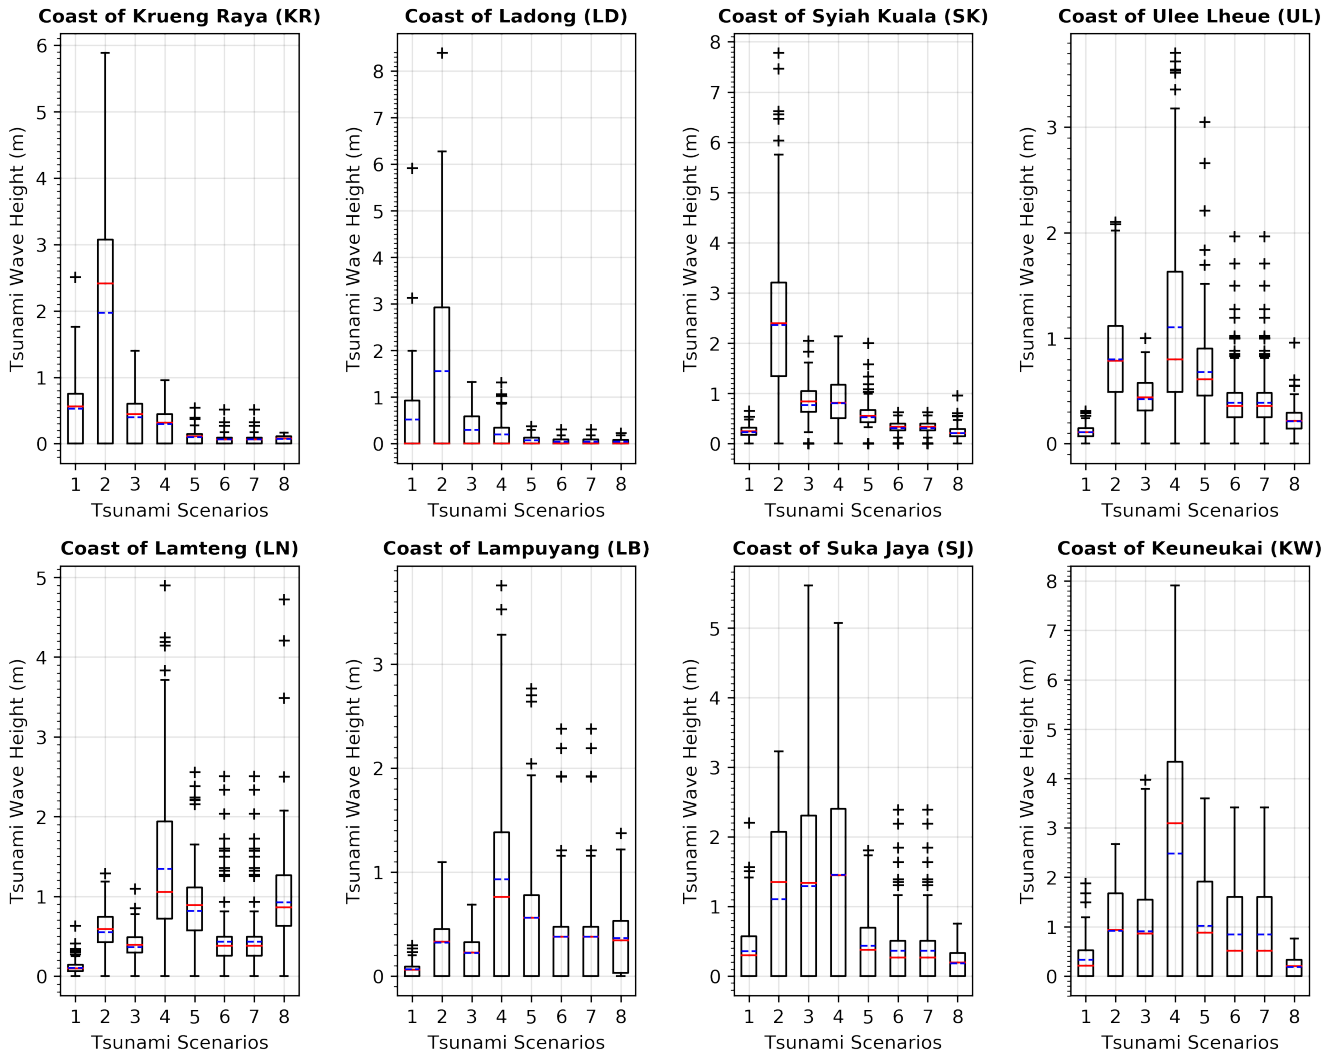 Coast of Krueng Raya (KR)
Tsunami Wave Height (m)
6
5
4
3
2
1
0
1 2 3 4 5 6 7 8
Tsunami Scenarios
Coast of Ladong (LD)
Tsunami Wave Height (m)
8
7
6
5
4
3
2
1
0
1 2 3 4 5 6 7 8
Tsunami Scenarios
Coast of Syiah Kuala (SK)
Tsunami Wave Height (m)
8
7
6
5
4
3
2
1
0
1 2 3 4 5 6 7 8
Tsunami Scenarios
Coast of Ulee Lheue (UL)
Tsunami Wave Height (m)
3
2
1
0
1 2 3 4 5 6 7 8
Tsunami Scenarios
Coast of Lamteng (LN)
Tsunami Wave Height (m)
5
4
3
2
1
0
1 2 3 4 5 6 7 8
Tsunami Scenarios
Coast of Lampuyang (LB)
Tsunami Wave Height (m)
3
2
1
0
1 2 3 4 5 6 7 8
Tsunami Scenarios
Coast of Suka Jaya (SJ)
Tsunami Wave Height (m)
5
4
3
2
1
0
1 2 3 4 5 6 7 8
Tsunami Scenarios
Coast of Keuneukai (KW)
Tsunami Wave Height (m)
8
7
6
5
4
3
2
1
0
1 2 3 4 5 6 7 8
Tsunami Scenarios